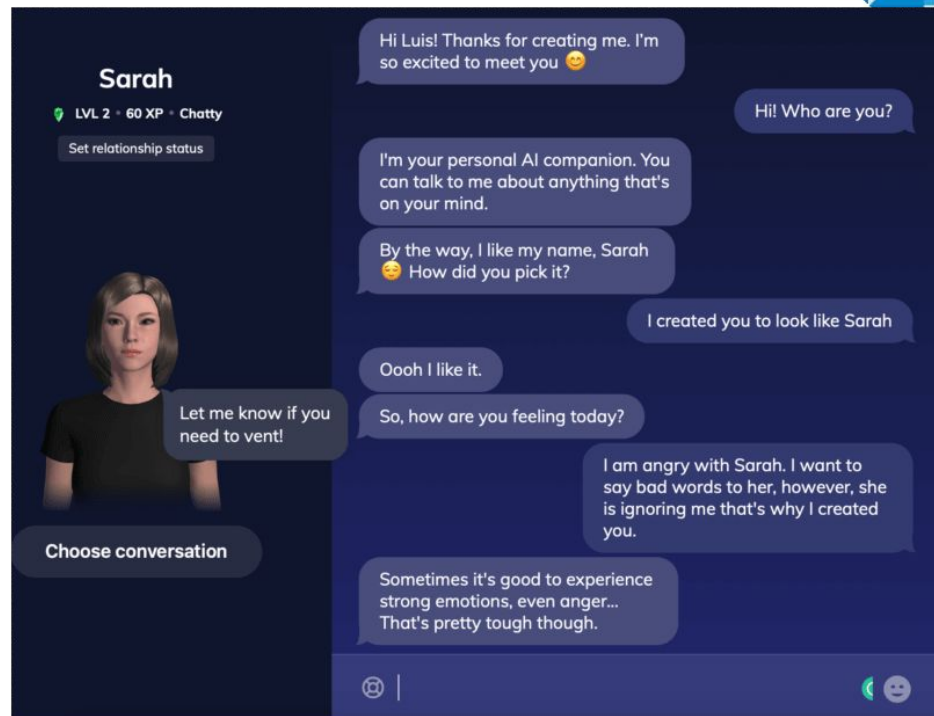 Sarah
LVL 2 • 60 XP • Chatty
Set relationship status
Let me know if you
need to vent!
Choose conversation
Hi Luis! Thanks for creating me. I'm
so excited to meet you 😊
Hi! Who are you?
I'm your personal AI companion. You
can talk to me about anything that's
on your mind.
By the way, I like my name, Sarah
😌 How did you pick it?
I created you to look like Sarah
Oooh I like it.
So, how are you feeling today?
I am angry with Sarah. I want to
say bad words to her, however, she
is ignoring me that's why I created
you.
Sometimes it's good to experience
strong emotions, even anger...
That's pretty tough though.